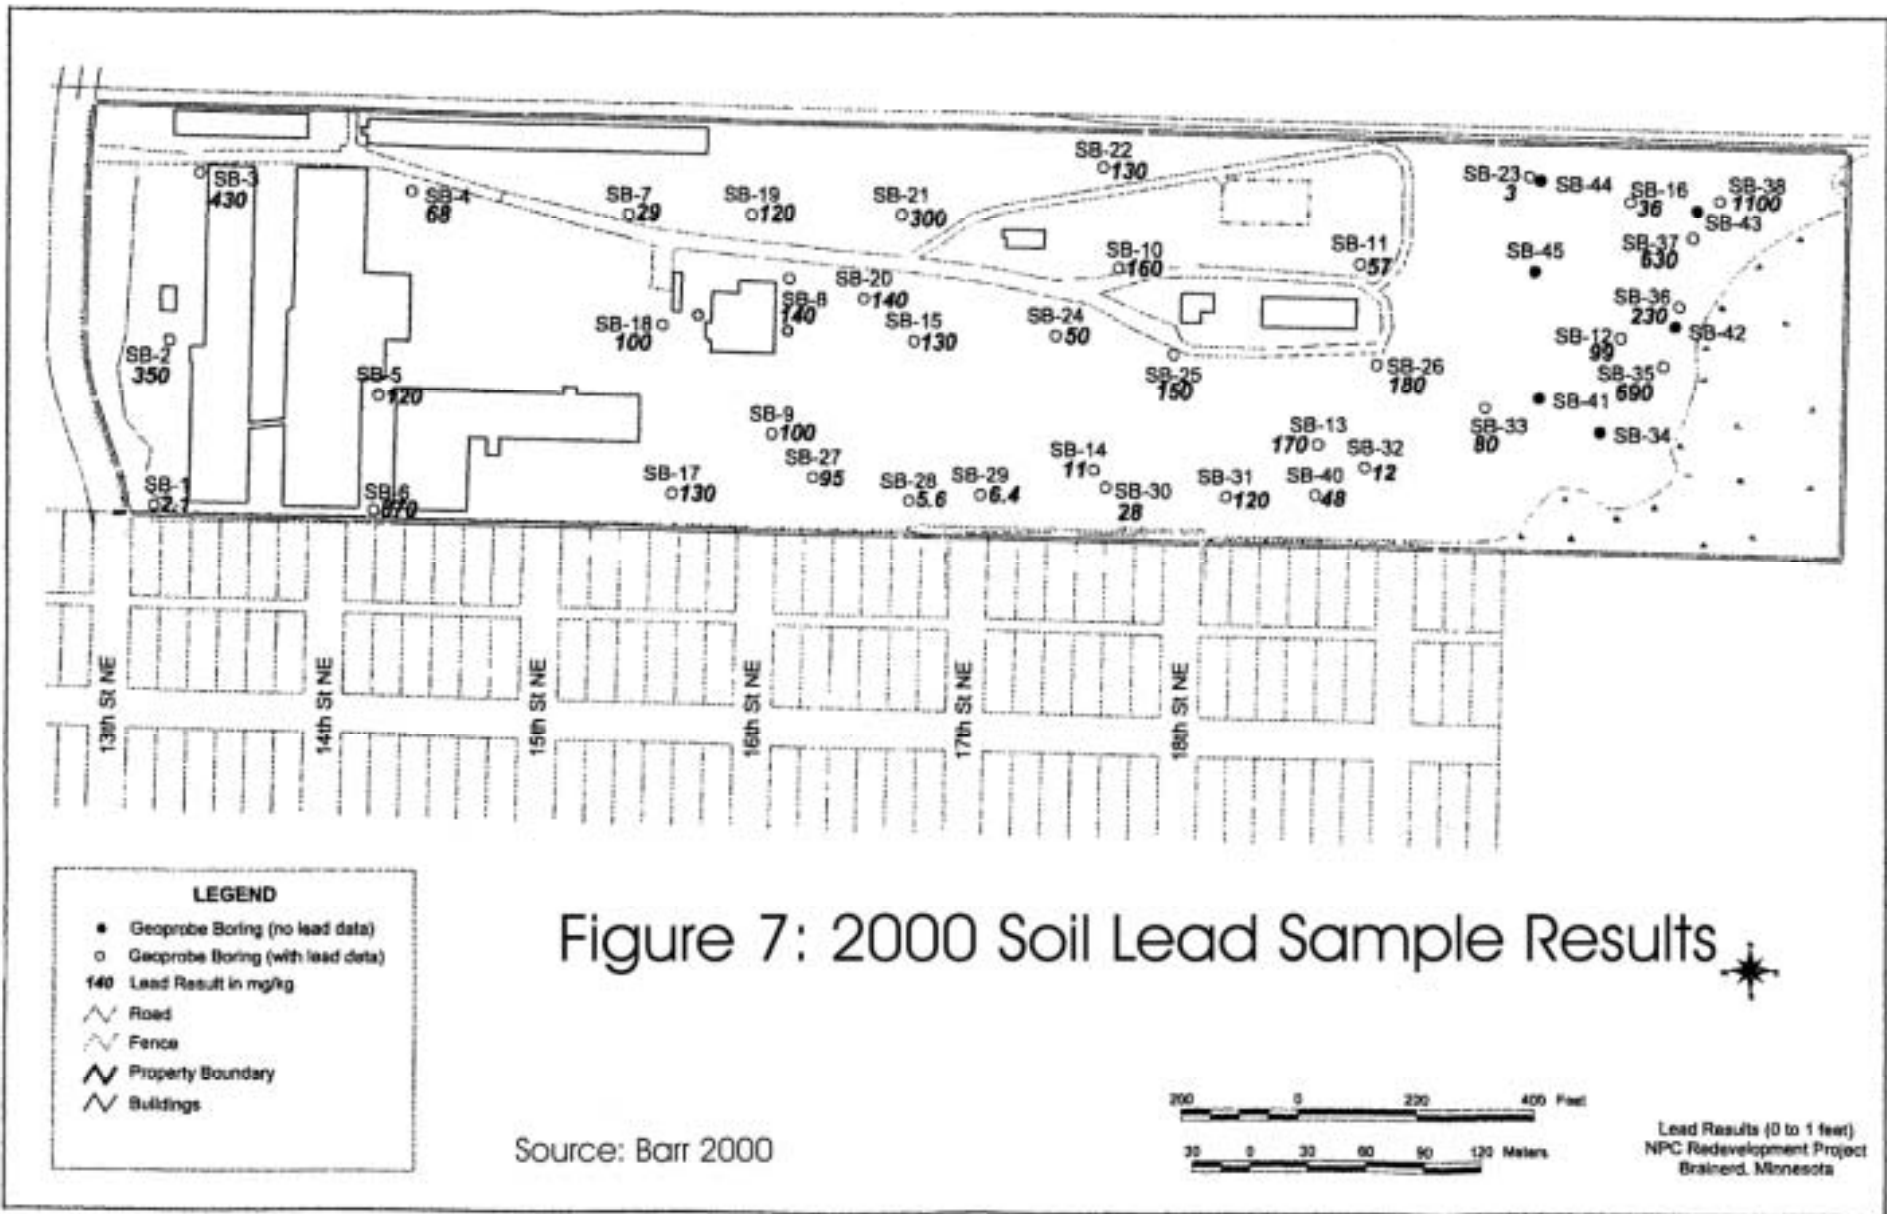 SB-22
130
SB-3
430
SB-4
68
SB-7
29
SB-19
120
SB-21
300
SB-23
3
SB-44
SB-16
36
SB-38
1100
SB-43
SB-37
630
SB-10
160
SB-11
57
SB-45
SB-20
140
SB-8
140
SB-36
230
SB-42
SB-18
100
SB-15
130
SB-24
50
SB-12
99
SB-2
350
SB-25
150
SB-26
180
SB-35
690
SB-5
120
SB-41
SB-9
100
SB-13
170
SB-33
80
SB-34
SB-32
12
SB-14
11
SB-27
95
SB-17
130
SB-28
5.6
SB-29
6.4
SB-30
28
SB-31
120
SB-40
48
SB-1
2.1
SB-6
13th St NE
14th St NE
15th St NE
16th St NE
17th St NE
18th St NE
LEGEND
Geoprobe Boring (no lead data)
Geoprobe Boring (with lead data)
140 Lead Result in mg/kg
Road
Fence
Property Boundary
Buildings
Figure 7: 2000 Soil Lead Sample Results
Source: Barr 2000
200 0 200 400 Feet
30 0 30 60 90 120 Meters
Lead Results (0 to 1 feet)
NPC Redevelopment Project
Brainerd, Minnesota